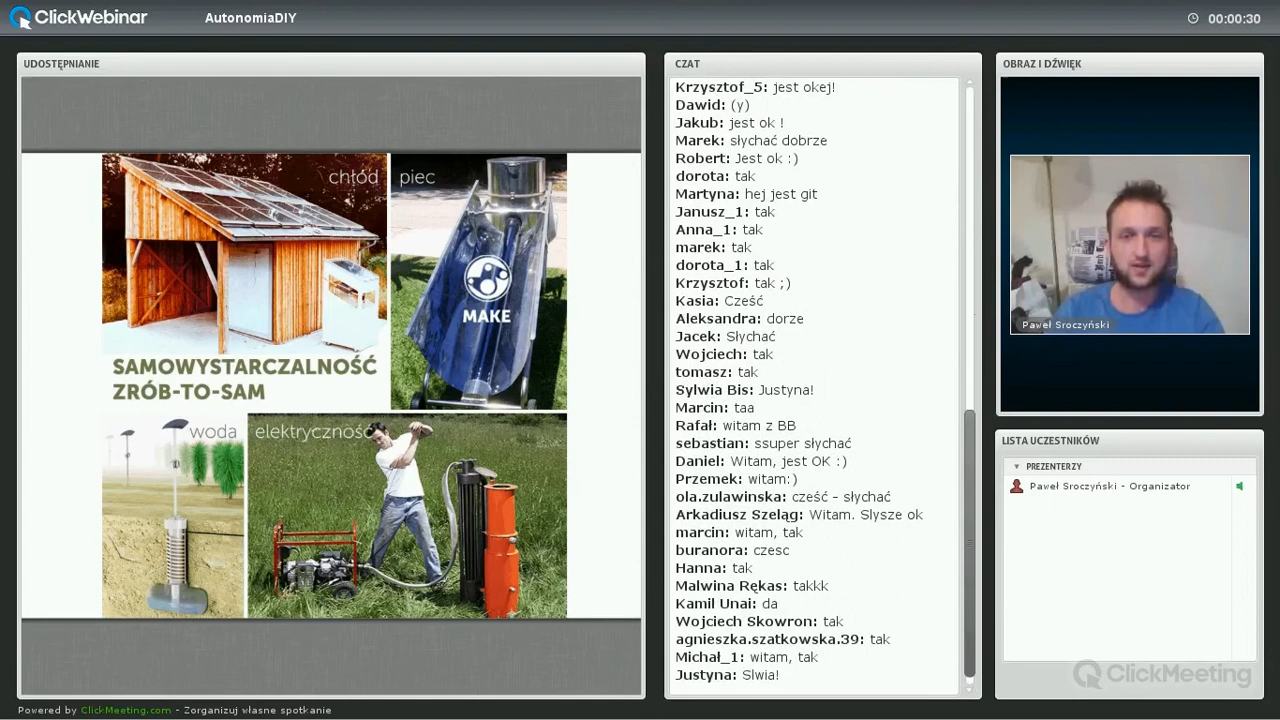 ClickWebinar
AutonomiaDIY
00:00:30
UDOSTĘPNIANIE
chłód
piec
MAKE
SAMOWYSTARCZALNOŚĆ
ZRÓB-TO-SAM
woda
elektryczność
CZAT
Krzysztof_5: jest okej!
Dawid: (y)
Jakub: jest ok !
Marek: słychać dobrze
Robert: Jest ok :)
dorota: tak
Martyna: hej jest git
Janusz_1: tak
Anna_1: tak
marek: tak
dorota_1: tak
Krzysztof: tak ;)
Kasia: Cześć
Aleksandra: dorze
Jacek: Słychać
Wojciech: tak
tomasz: tak
Sylwia Bis: Justyna!
Marcin: taa
Rafał: witam z BB
sebastian: ssuper słychać
Daniel: Witam, jest OK :)
Przemek: witam:)
ola.zulawinska: cześć - słychać
Arkadiusz Szeląg: Witam. Slysze ok
marcin: witam, tak
buranora: czesc
Hanna: tak
Malwina Rękas: takkk
Kamil Unai: da
Wojciech Skowron: tak
agnieszka.szatkowska.39: tak
Michał_1: witam, tak
Justyna: Slwia!
OBRAZ I DŹWIĘK
Paweł Sroczyński
LISTA UCZESTNIKÓW
PREZENTERZY
Paweł Sroczyński - Organizator
ClickMeeting
Powered by ClickMeeting.com - Zorganizuj własne spotkanie